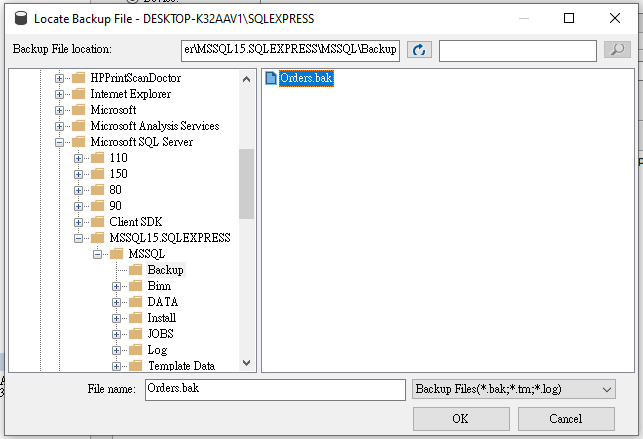 Locate Backup File - DESKTOP-K32AAV1\SQLEXPRESS
Backup File location:
er\MSSQL15.SQLEXPRESS\MSSQL\Backup
HPPrintScanDoctor
Internet Explorer
Microsoft
Microsoft Analysis Services
Microsoft SQL Server
110
150
80
90
Client SDK
MSSQL15.SQLEXPRESS
MSSQL
Backup
Binn
DATA
Install
JOBS
Log
Template Data
Orders.bak
File name:
Orders.bak
Backup Files(*.bak;*.trn;*.log)
OK
Cancel